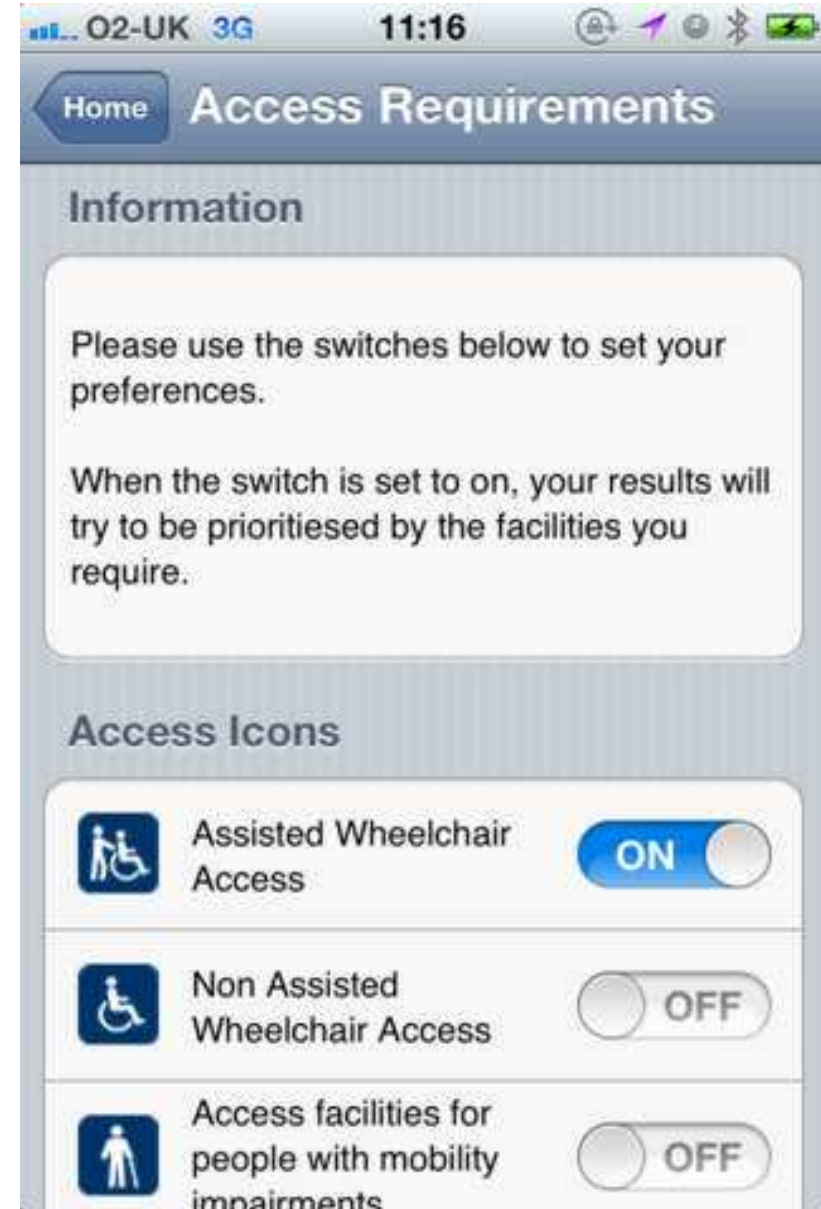 O2-UK 3G 11:16
Home Access Requirements
Information
Please use the switches below to set your
preferences.
When the switch is set to on, your results will
try to be prioritiesed by the facilities you
require.
Access Icons
Assisted Wheelchair
Access
ON
Non Assisted
Wheelchair Access
OFF
Access facilities for
people with mobility
impairments
OFF